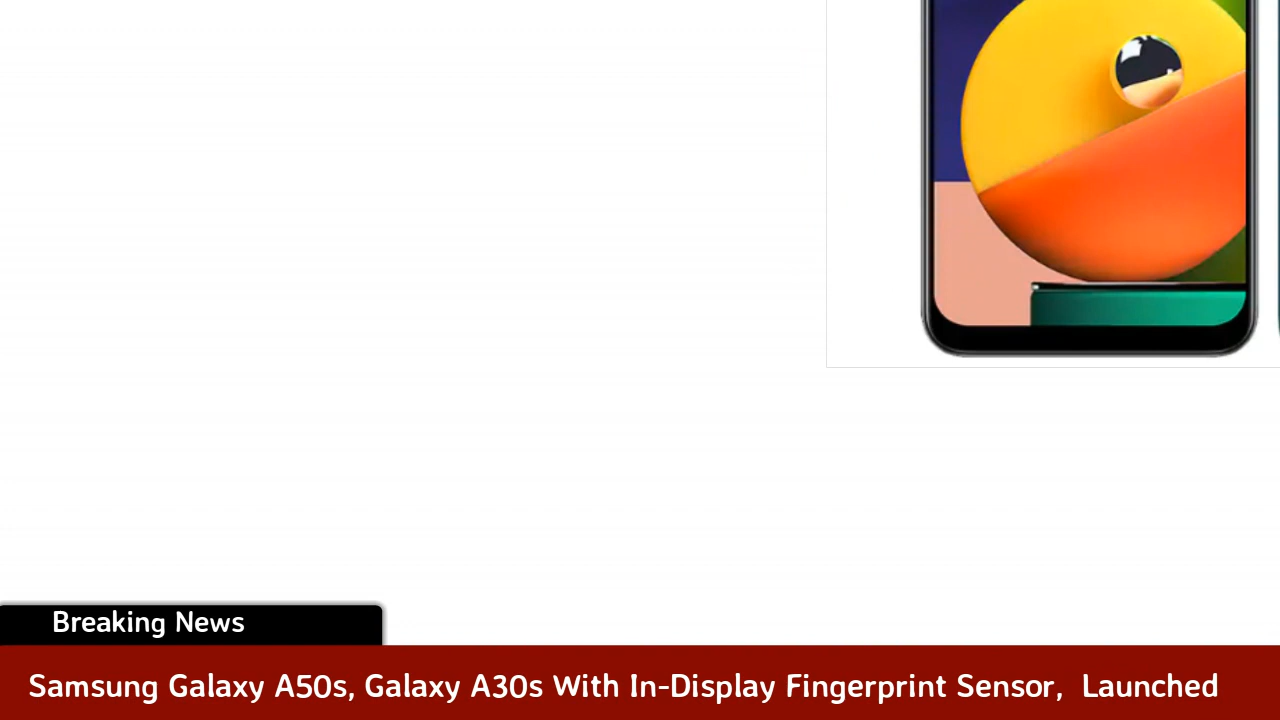 Breaking News
Samsung Galaxy A50s, Galaxy A30s With In-Display Fingerprint Sensor,  Launched